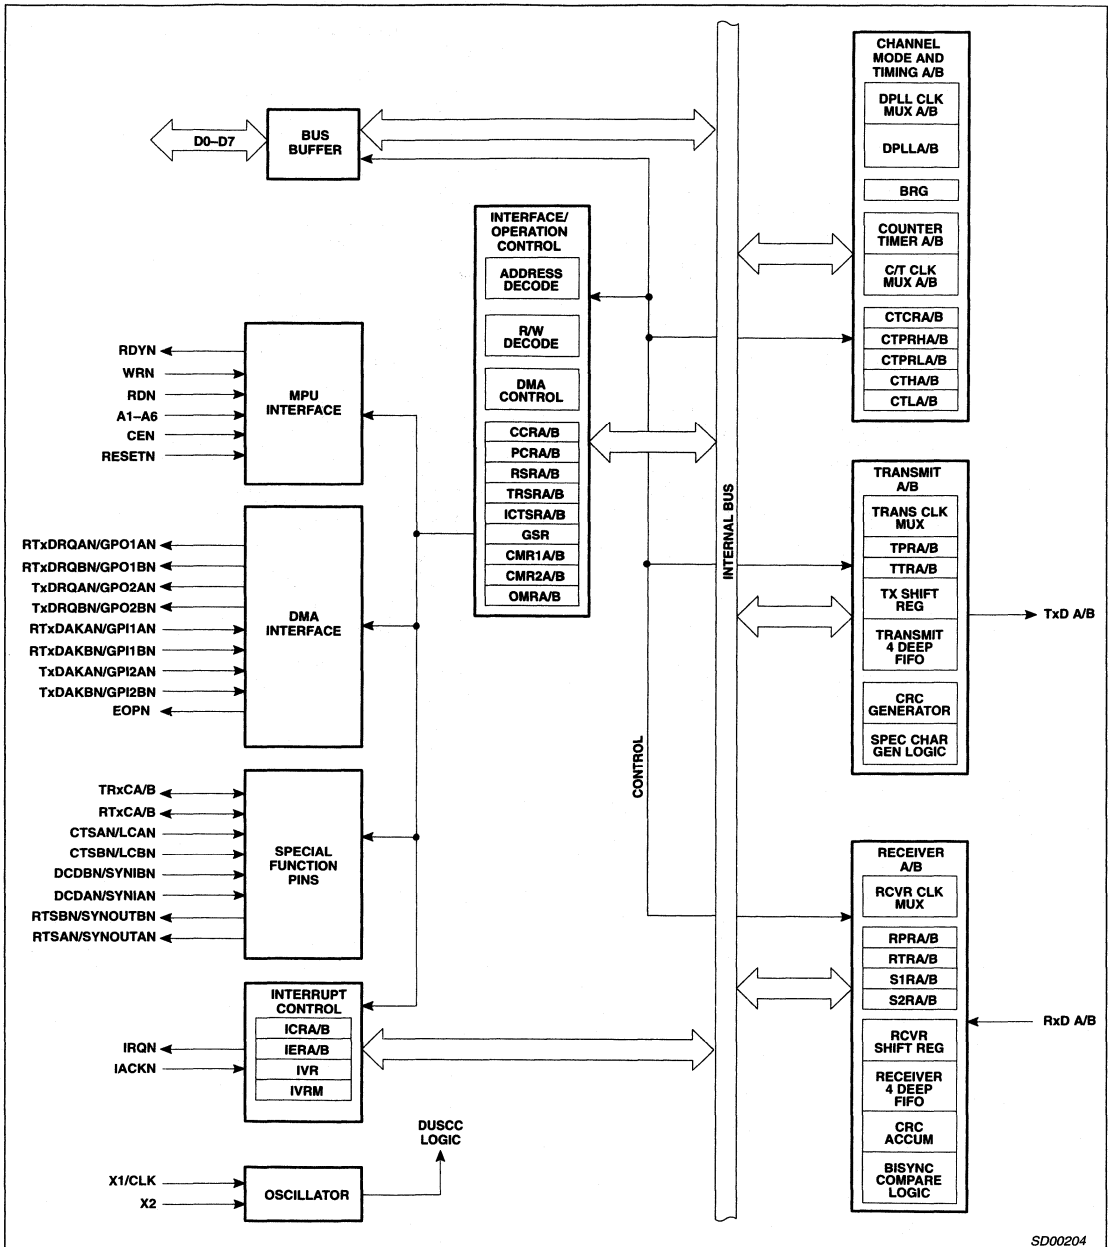 D0–D7
BUS
BUFFER
INTERFACE/
OPERATION
CONTROL
ADDRESS
DECODE
R/W
DECODE
DMA
CONTROL
CCRA/B
PCRA/B
RSRA/B
TRSRA/B
ICTSRA/B
GSR
CMR1A/B
CMR2A/B
OMRA/B
RDYN
WRN
RDN
A1–A6
CEN
RESETN
MPU
INTERFACE
RTxDRQAN/GPO1AN
RTxDRQBN/GPO1BN
TxDRQAN/GPO2AN
TxDRQBN/GPO2BN
RTxDAKAN/GPI1AN
RTxDAKBN/GPI1BN
TxDAKAN/GPI2AN
TxDAKBN/GPI2BN
EOPN
DMA
INTERFACE
TRxCA/B
RTxCA/B
CTSAN/LCAN
CTSBN/LCBN
DCDBN/SYNIBN
DCDAN/SYNIAN
RTSBN/SYNOUTBN
RTSAN/SYNOUTAN
SPECIAL
FUNCTION
PINS
INTERRUPT
CONTROL
ICRA/B
IERA/B
IVR
IVRM
IRQN
IACKN
DUSCC
LOGIC
X1/CLK
X2
OSCILLATOR
CONTROL
INTERNAL BUS
CHANNEL
MODE AND
TIMING A/B
DPLL CLK
MUX A/B
DPLLA/B
BRG
COUNTER
TIMER A/B
C/T CLK
MUX A/B
CTCRA/B
CTPRHA/B
CTPRLA/B
CTHA/B
CTLA/B
TRANSMIT
A/B
TRANS CLK
MUX
TPRA/B
TTRA/B
TX SHIFT
REG
TRANSMIT
4 DEEP
FIFO
CRC
GENERATOR
SPEC CHAR
GEN LOGIC
TxD A/B
RECEIVER
A/B
RCVR CLK
MUX
RPRA/B
RTRA/B
S1RA/B
S2RA/B
RCVR
SHIFT REG
RECEIVER
4 DEEP
FIFO
CRC
ACCUM
BISYNC
COMPARE
LOGIC
RxD A/B
SD00204